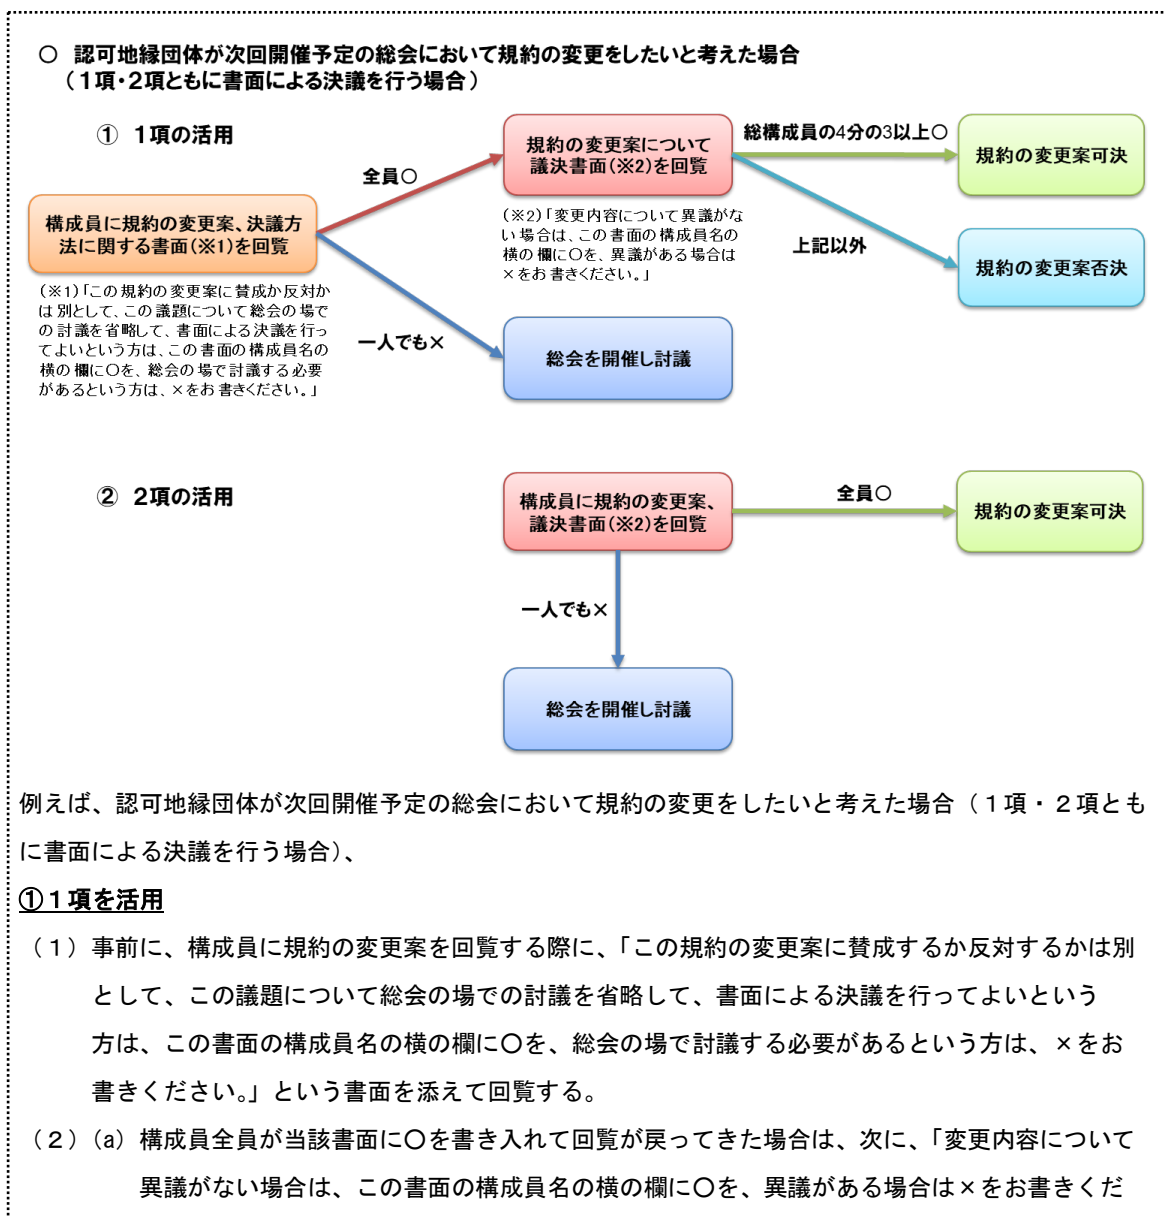 ○ 認可地縁団体が次回開催予定の総会において規約の変更をしたいと考えた場合
(1項・2項ともに書面による決議を行う場合)
① 1項の活用
構成員に規約の変更案、決議方
法に関する書面(※1)を回覧
(※1)「この規約の変更案に賛成か反対か
は別として、この議題について総会の場で
の討議を省略して、書面による決議を行っ
てよいという方は、この書面の構成員名の
横の欄に○を、総会の場で討議する必要
があるという方は、×をお書きください。」
全員○
一人でも×
規約の変更案について
議決書面(※2)を回覧
(※2)「変更内容について異議がな
い場合は、この書面の構成員名の
横の欄に○を、異議がある場合は
×をお書きください。」
総会を開催し討議
総構成員の4分の3以上○
上記以外
規約の変更案可決
規約の変更案否決
② 2項の活用
構成員に規約の変更案、
議決書面(※2)を回覧
全員○
規約の変更案可決
一人でも×
総会を開催し討議
例えば、認可地縁団体が次回開催予定の総会において規約の変更をしたいと考えた場合(1項・2項とも
に書面による決議を行う場合)、
①1項を活用
(1)事前に、構成員に規約の変更案を回覧する際に、「この規約の変更案に賛成するか反対するかは別
として、この議題について総会の場での討議を省略して、書面による決議を行ってよいという
方は、この書面の構成員名の横の欄に○を、総会の場で討議する必要があるという方は、×をお
書きください。」という書面を添えて回覧する。
(2)(a) 構成員全員が当該書面に○を書き入れて回覧が戻ってきた場合は、次に、「変更内容について
異議がない場合は、この書面の構成員名の横の欄に○を、異議がある場合は×をお書きくだ